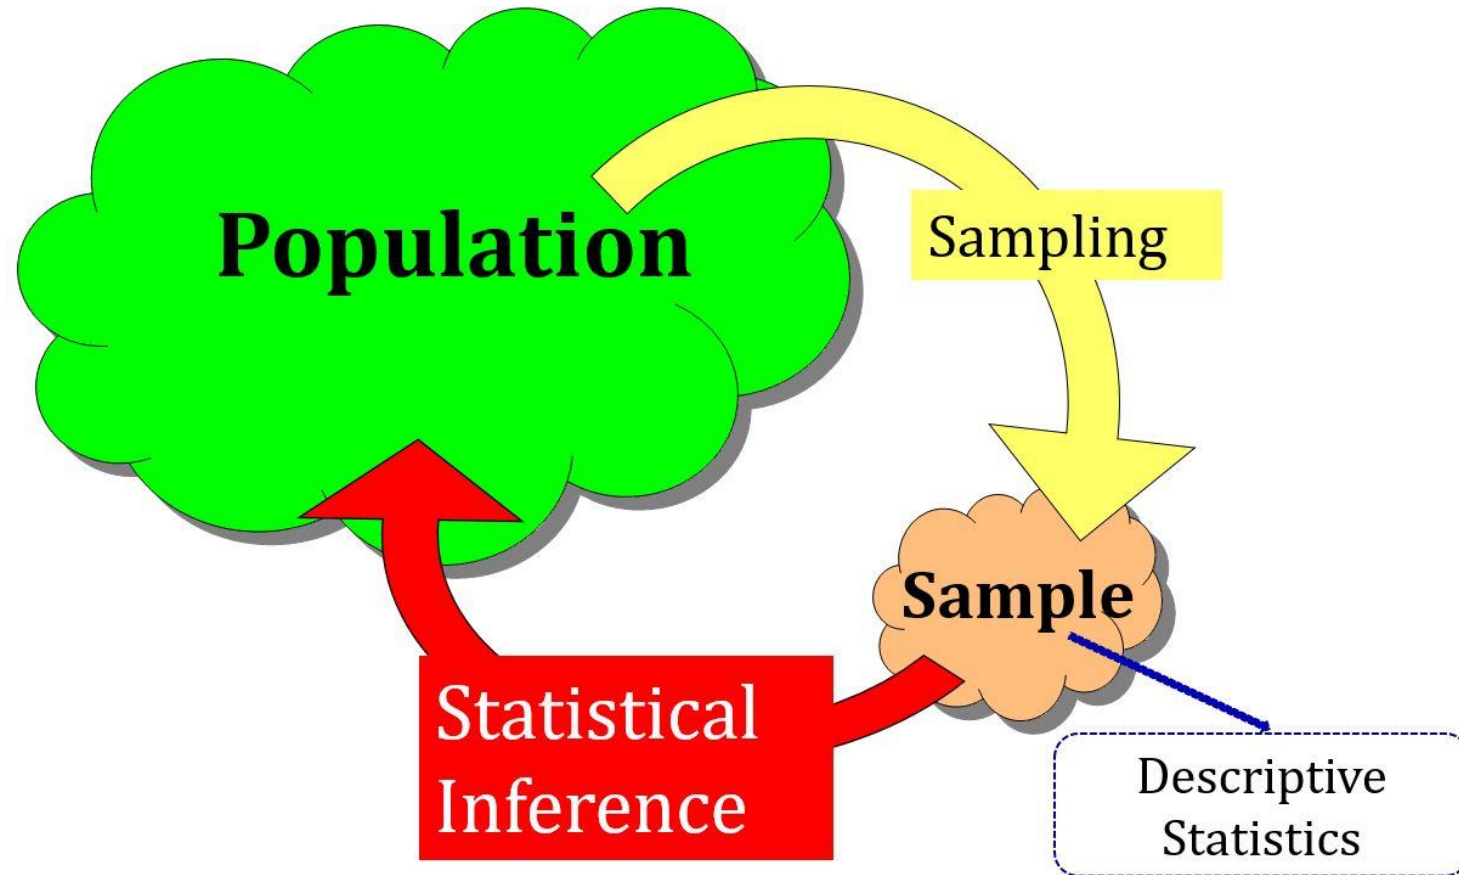 Population
Sampling
Sample
Statistical
Inference
Descriptive
Statistics